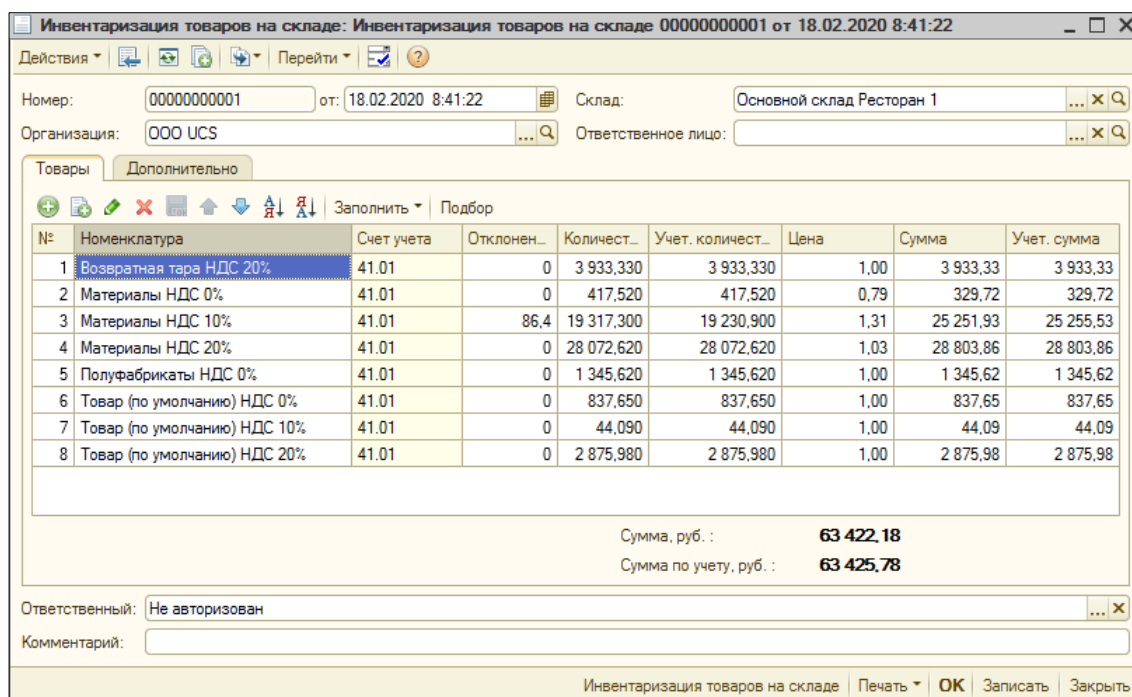 Инвентаризация товаров на складе: Инвентаризация товаров на складе 00000000001 от 18.02.2020 8:41:22
Действия Перейти
Номер: 00000000001 от: 18.02.2020 8:41:22 Склад: Основной склад Ресторан 1
Организация: ООО UCS Ответственное лицо:
Товары Дополнительно
Заполнить Подбор
№ Номенклатура Счет учета Отклонен... Количест... Учет. количест... Цена Сумма Учет. сумма
1 Возвратная тара НДС 20% 41.01 0 3 933,330 3 933,330 1,00 3 933,33 3 933,33
2 Материалы НДС 0% 41.01 0 417,520 417,520 0,79 329,72 329,72
3 Материалы НДС 10% 41.01 86,4 19 317,300 19 230,900 1,31 25 251,93 25 255,53
4 Материалы НДС 20% 41.01 0 28 072,620 28 072,620 1,03 28 803,86 28 803,86
5 Полуфабрикаты НДС 0% 41.01 0 1 345,620 1 345,620 1,00 1 345,62 1 345,62
6 Товар (по умолчанию) НДС 0% 41.01 0 837,650 837,650 1,00 837,65 837,65
7 Товар (по умолчанию) НДС 10% 41.01 0 44,090 44,090 1,00 44,09 44,09
8 Товар (по умолчанию) НДС 20% 41.01 0 2 875,980 2 875,980 1,00 2 875,98 2 875,98
Сумма, руб. : 63 422,18
Сумма по учету, руб. : 63 425,78
Ответственный: Не авторизован
Комментарий:
Инвентаризация товаров на складе Печать OK Записать Закрыть